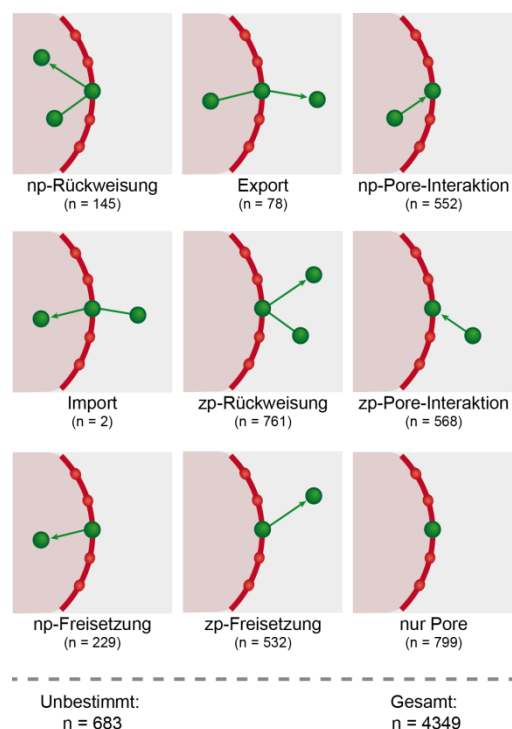 np-Rückweisung
(n = 145)
Export
(n = 78)
np-Pore-Interaktion
(n = 552)
Import
(n = 2)
zp-Rückweisung
(n = 761)
zp-Pore-Interaktion
(n = 568)
np-Freisetzung
(n = 229)
zp-Freisetzung
(n = 532)
nur Pore
(n = 799)
Unbestimmt:
n = 683
Gesamt:
n = 4349